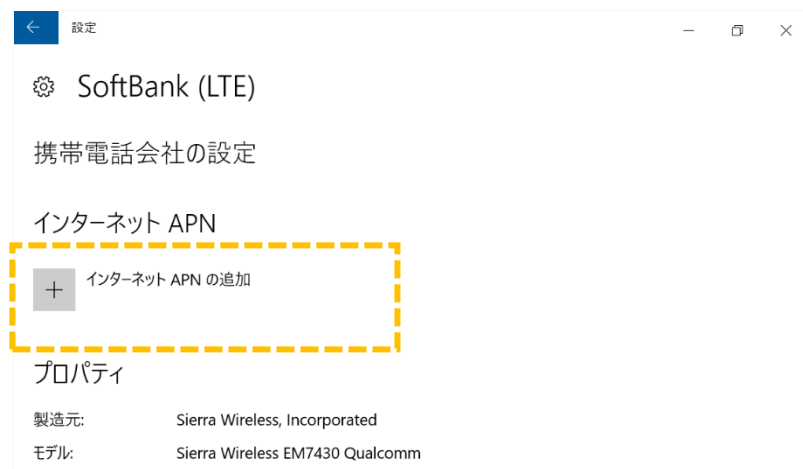 設定
SoftBank (LTE)
携帯電話会社の設定
インターネット APN
インターネット APN の追加
プロパティ
製造元: Sierra Wireless, Incorporated
モデル: Sierra Wireless EM7430 Qualcomm